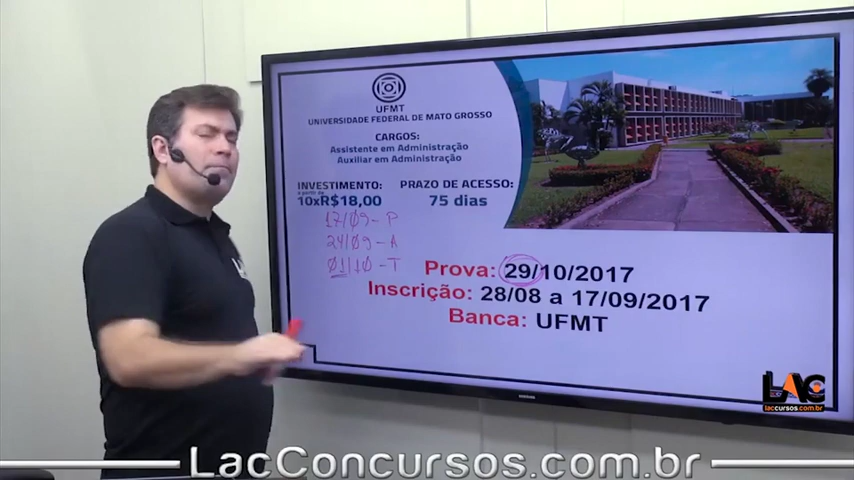 UFMT
UNIVERSIDADE FEDERAL DE MATO GROSSO
CARGOS:
Assistente em Administração
Auxiliar em Administração
INVESTIMENTO:
a partir de
10xR$18,00
PRAZO DE ACESSO:
75 dias
17/09 - P
24/09 - A
01/10 - T
Prova: 29/10/2017
Inscrição: 28/08 a 17/09/2017
Banca: UFMT
LAC
laccursos.com.br
LacConcursos.com.br